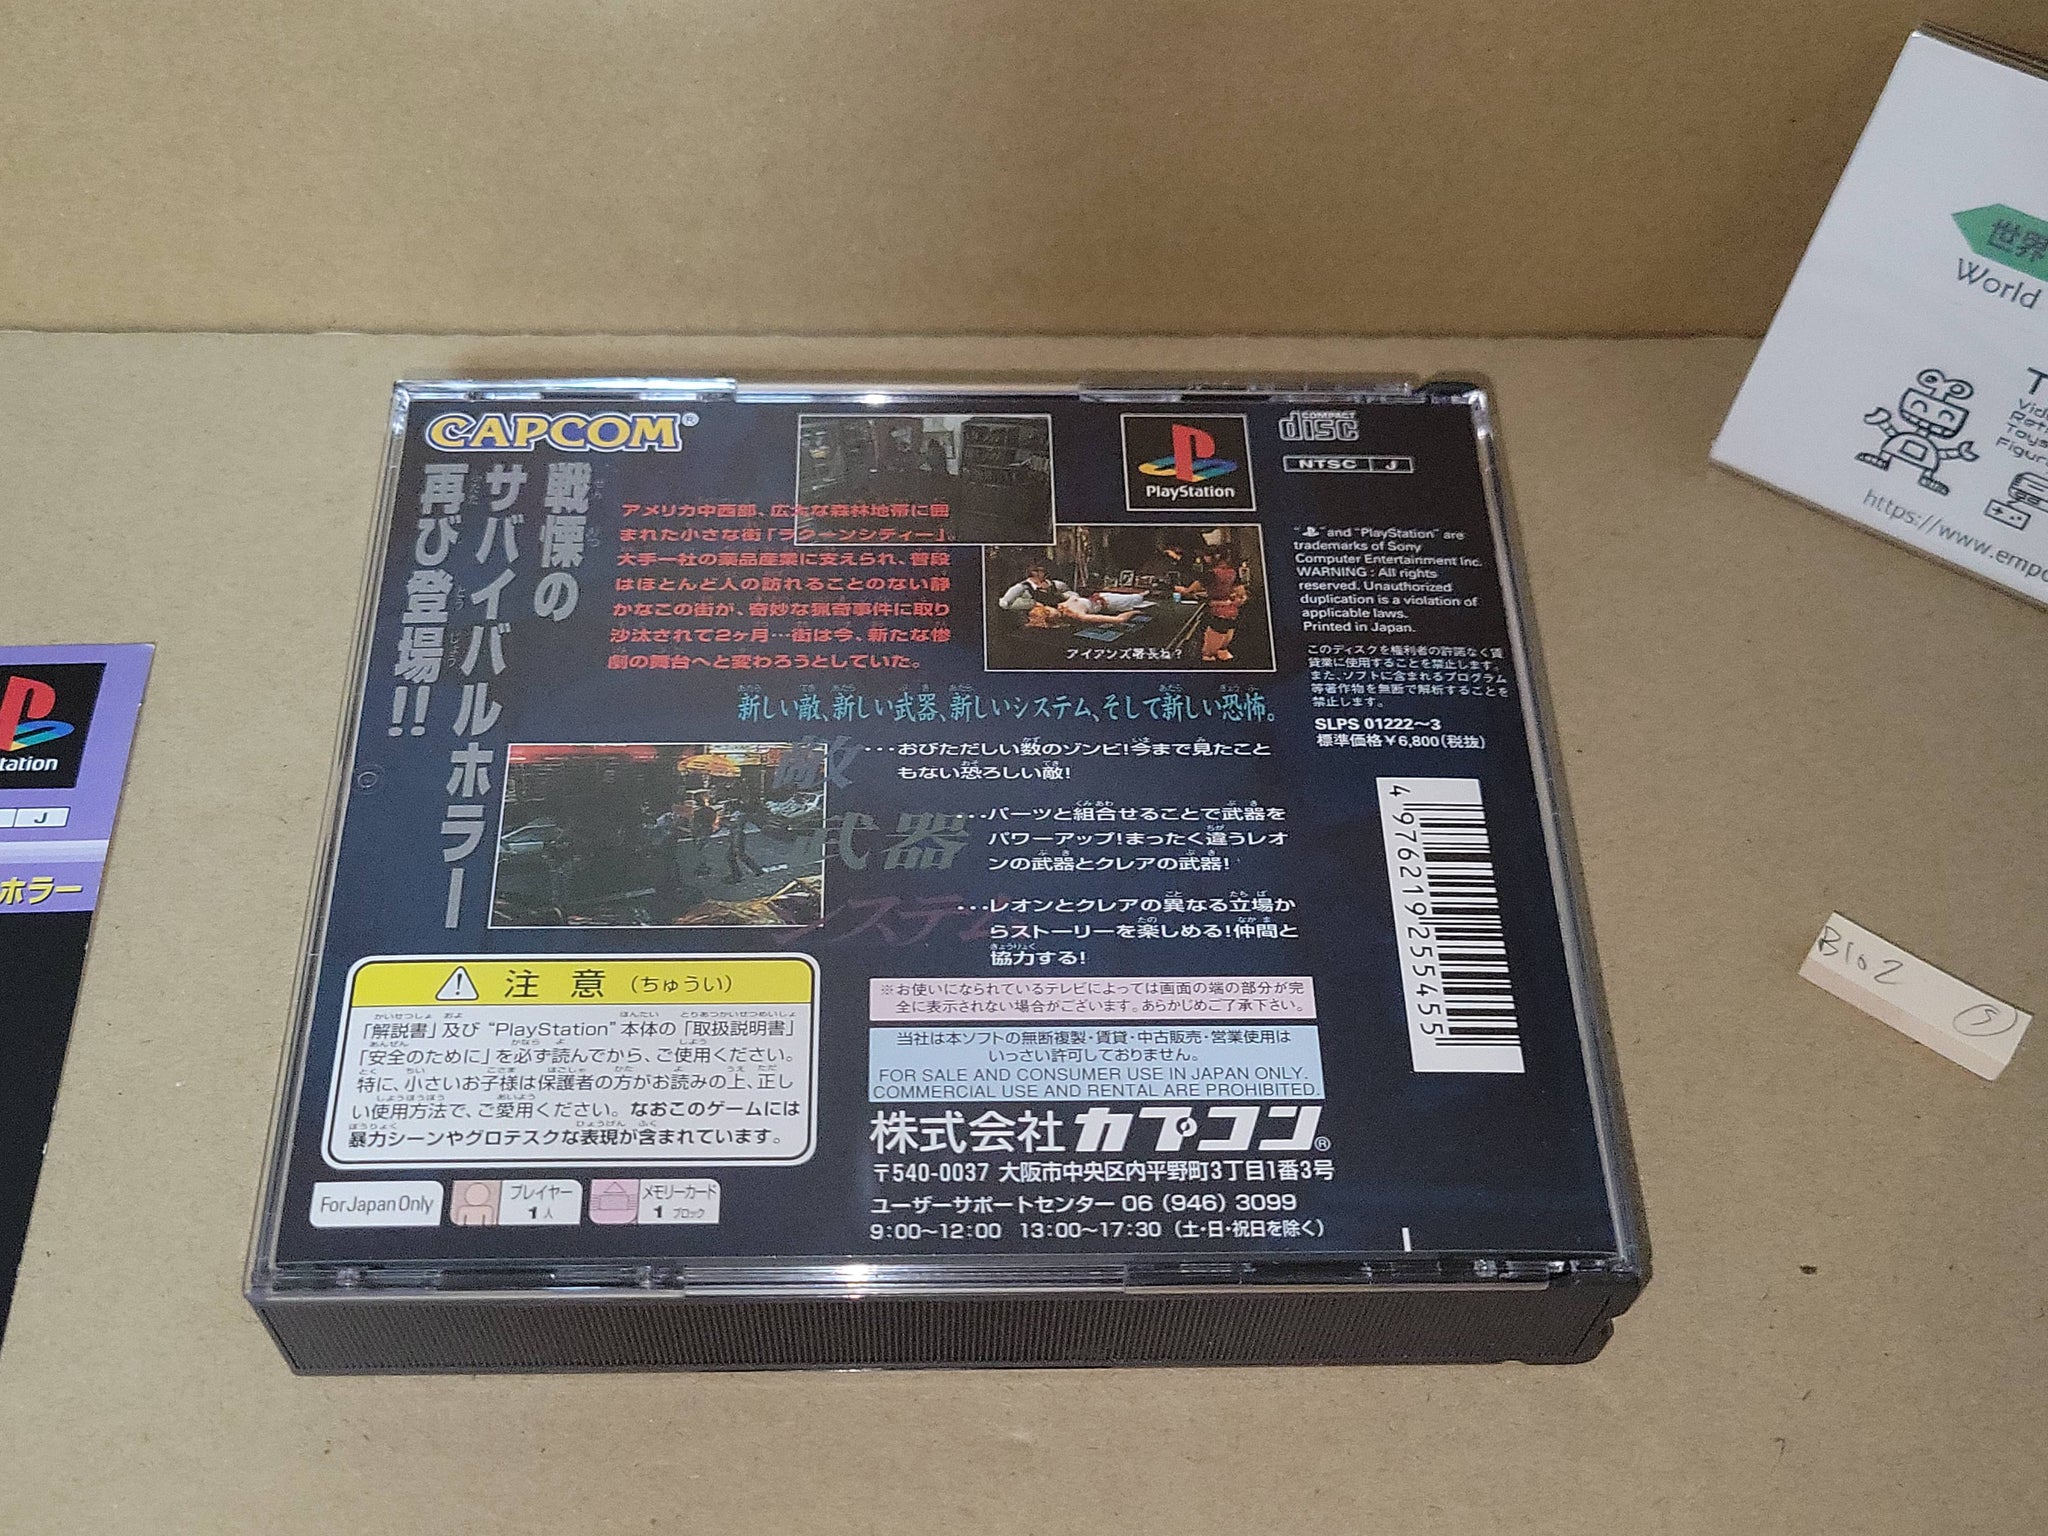 CAPCOM®
戦慄の
サバイバルホラー
再び登場!!
アメリカ中西部、広大な森林地帯に囲
まれた小さな街「ラクーンシティー」。
大手一社の薬品産業に支えられ、普段
はほとんど人の訪れることのない静
かなこの街が、奇妙な猟奇事件に取り
沙汰されて2ヶ月…街は今、新たな惨
劇の舞台へと変わろうとしていた。
アイアンズ署長ね?
PlayStation
COMPACT
disc
NTSC J
"PS" and "PlayStation" are
trademarks of Sony
Computer Entertainment Inc.
WARNING : All rights
reserved. Unauthorized
duplication is a violation of
applicable laws.
Printed in Japan.
このディスクを権利者の許諾なく賃
貸業に使用することを禁止します。
また、ソフトに含まれるプログラム
等著作物を無断で解析することを
禁止します。
SLPS 01222〜3
標準価格￥6,800(税抜)
4 976219 255455
新しい敵、新しい武器、新しいシステム、そして新しい恐怖。
敵
・・・おびただしい数のゾンビ!今まで見たこと
もない恐ろしい敵!
武器
・・・パーツと組合せることで武器を
パワーアップ!まったく違うレオ
ンの武器とクレアの武器!
システム
・・・レオンとクレアの異なる立場か
らストーリーを楽しめる!仲間と
協力する!
注意(ちゅうい)
「解説書」及び "PlayStation" 本体の「取扱説明書」
「安全のために」を必ず読んでから、ご使用ください。
特に、小さいお子様は保護者の方がお読みの上、正し
い使用方法で、ご愛用ください。なおこのゲームには
暴力シーンやグロテスクな表現が含まれています。
※お使いになられているテレビによっては画面の端の部分が完
全に表示されない場合がございます。あらかじめご了承下さい。
当社は本ソフトの無断複製・賃貸・中古販売・営業使用は
いっさい許可しておりません。
FOR SALE AND CONSUMER USE IN JAPAN ONLY.
COMMERCIAL USE AND RENTAL ARE PROHIBITED.
株式会社カプコン®
〒540-0037 大阪市中央区内平野町3丁目1番3号
ユーザーサポートセンター 06 (946) 3099
9:00〜12:00 13:00〜17:30 (土・日・祝日を除く)
For Japan Only
プレイヤー
1人
メモリーカード
1 ブロック
tation
J
ホラー
世界
World
Toys
https://www.empo
BIO 2